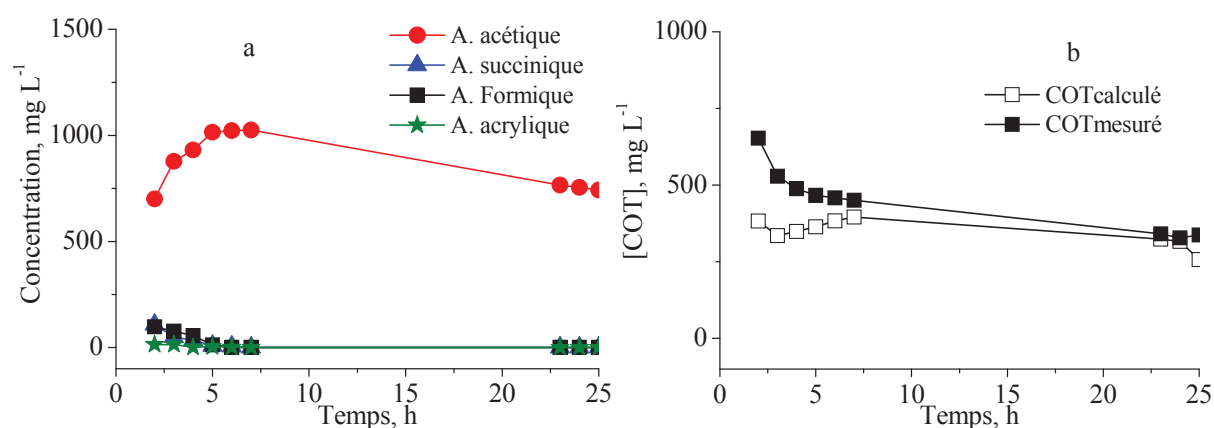 a
A. acétique
A. succinique
A. Formique
A. acrylique
Concentration, mg L⁻¹
1500
1000
500
0
0 5 10 15 20 25
Temps, h
b
COTcalculé
COTmesuré
[COT], mg L⁻¹
1000
500
0
0 5 10 15 20 25
Temps, h